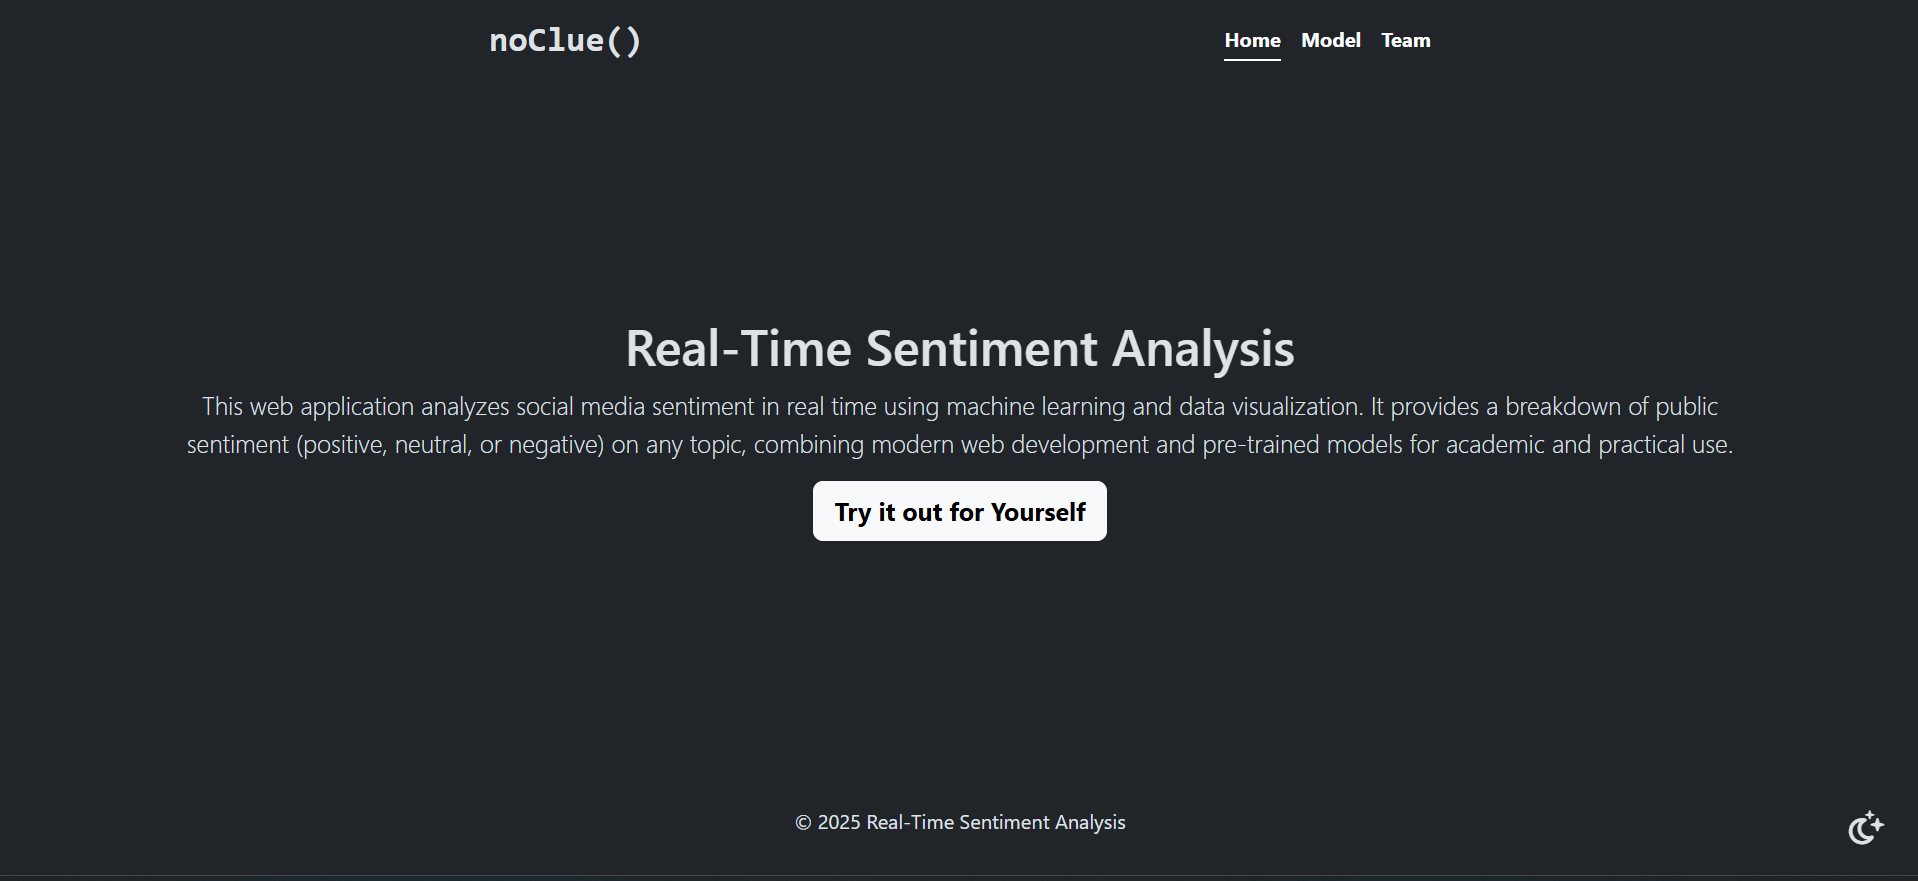 noClue()
Home Model Team
Real-Time Sentiment Analysis
This web application analyzes social media sentiment in real time using machine learning and data visualization. It provides a breakdown of public
sentiment (positive, neutral, or negative) on any topic, combining modern web development and pre-trained models for academic and practical use.
Try it out for Yourself
© 2025 Real-Time Sentiment Analysis